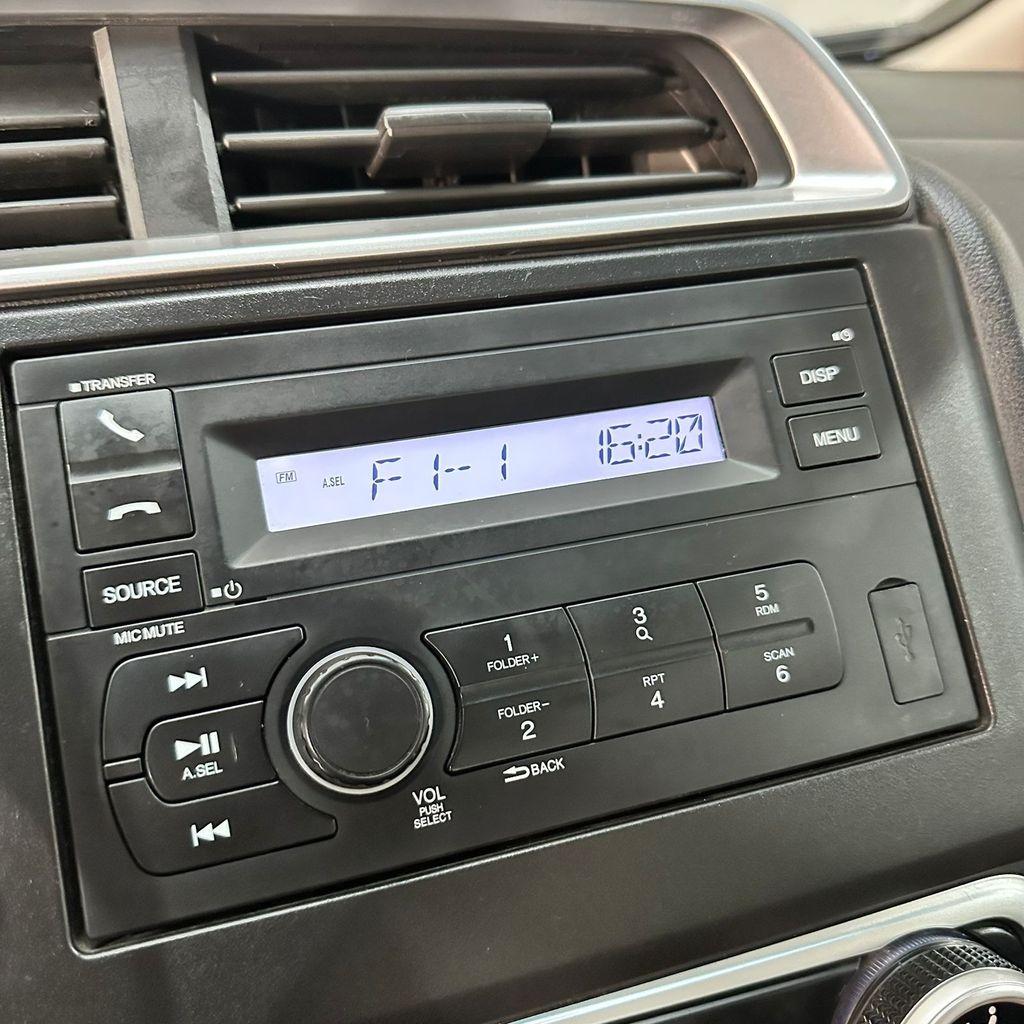 TRANSFER
DISP
MENU
FM
A.SEL
F1--1
16:20
SOURCE
MIC MUTE
1
FOLDER+
3
5
RDM
FOLDER-
2
RPT
4
SCAN
6
A.SEL
BACK
VOL
PUSH
SELECT